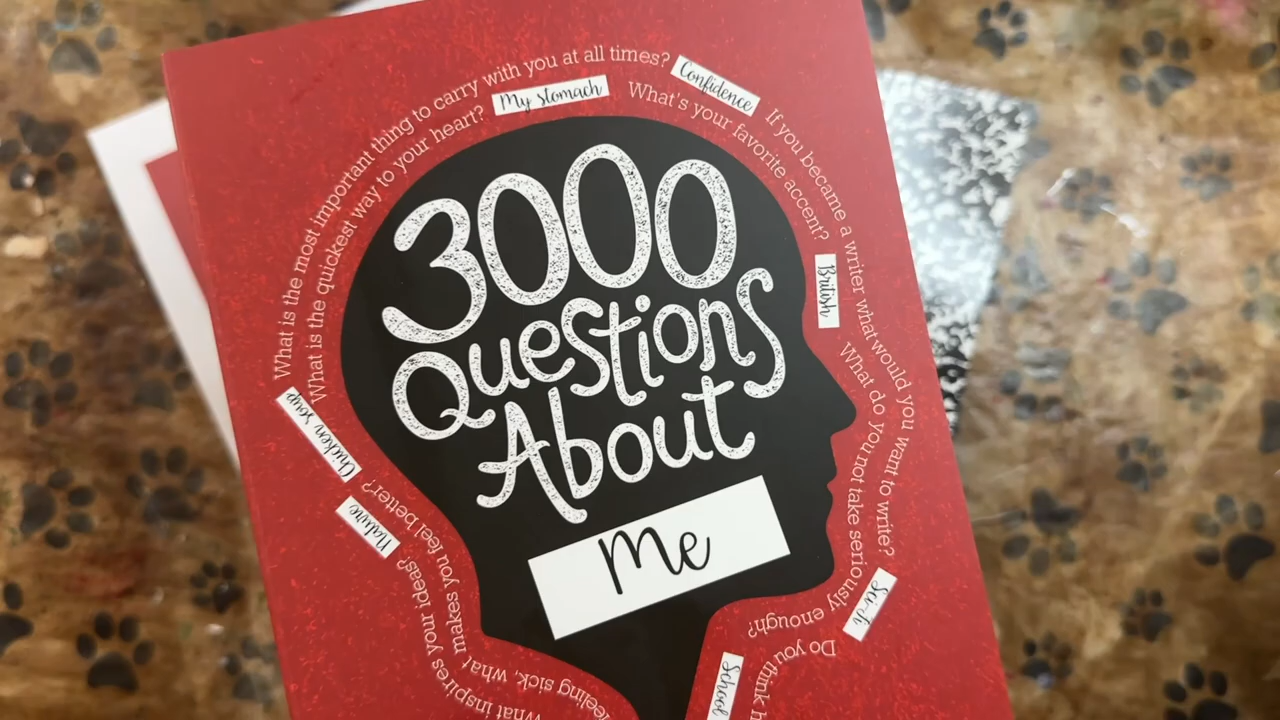 What is the most important thing to carry with you at all times?
Confidence
What is the quickest way to your heart?
My stomach
What's your favorite accent?
British
If you became a writer what would you want to write?
Sci-fi
What do you not take seriously enough?
School
3000
Questions
About
Me
Chicken soup
feeling sick, what makes you feel better?
Nature
What inspires your ideas?
Do you think